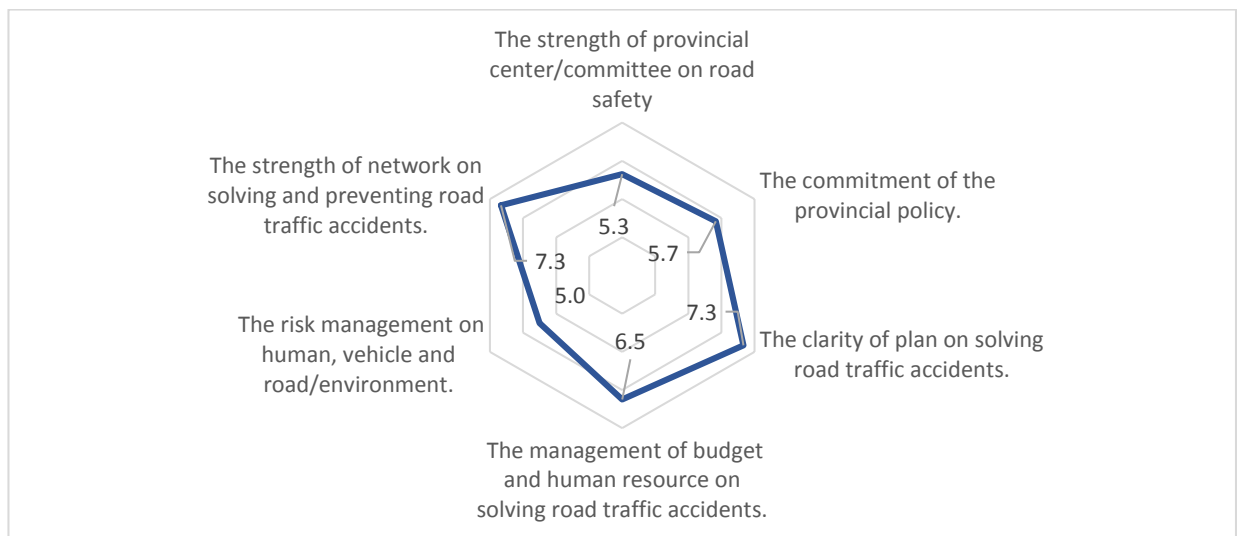 The strength of provincial
center/committee on road
safety
The commitment of the
provincial policy.
The clarity of plan on solving
road traffic accidents.
The management of budget
and human resource on
solving road traffic accidents.
The risk management on
human, vehicle and
road/environment.
The strength of network on
solving and preventing road
traffic accidents.
5.3
5.7
7.3
6.5
5.0
7.3